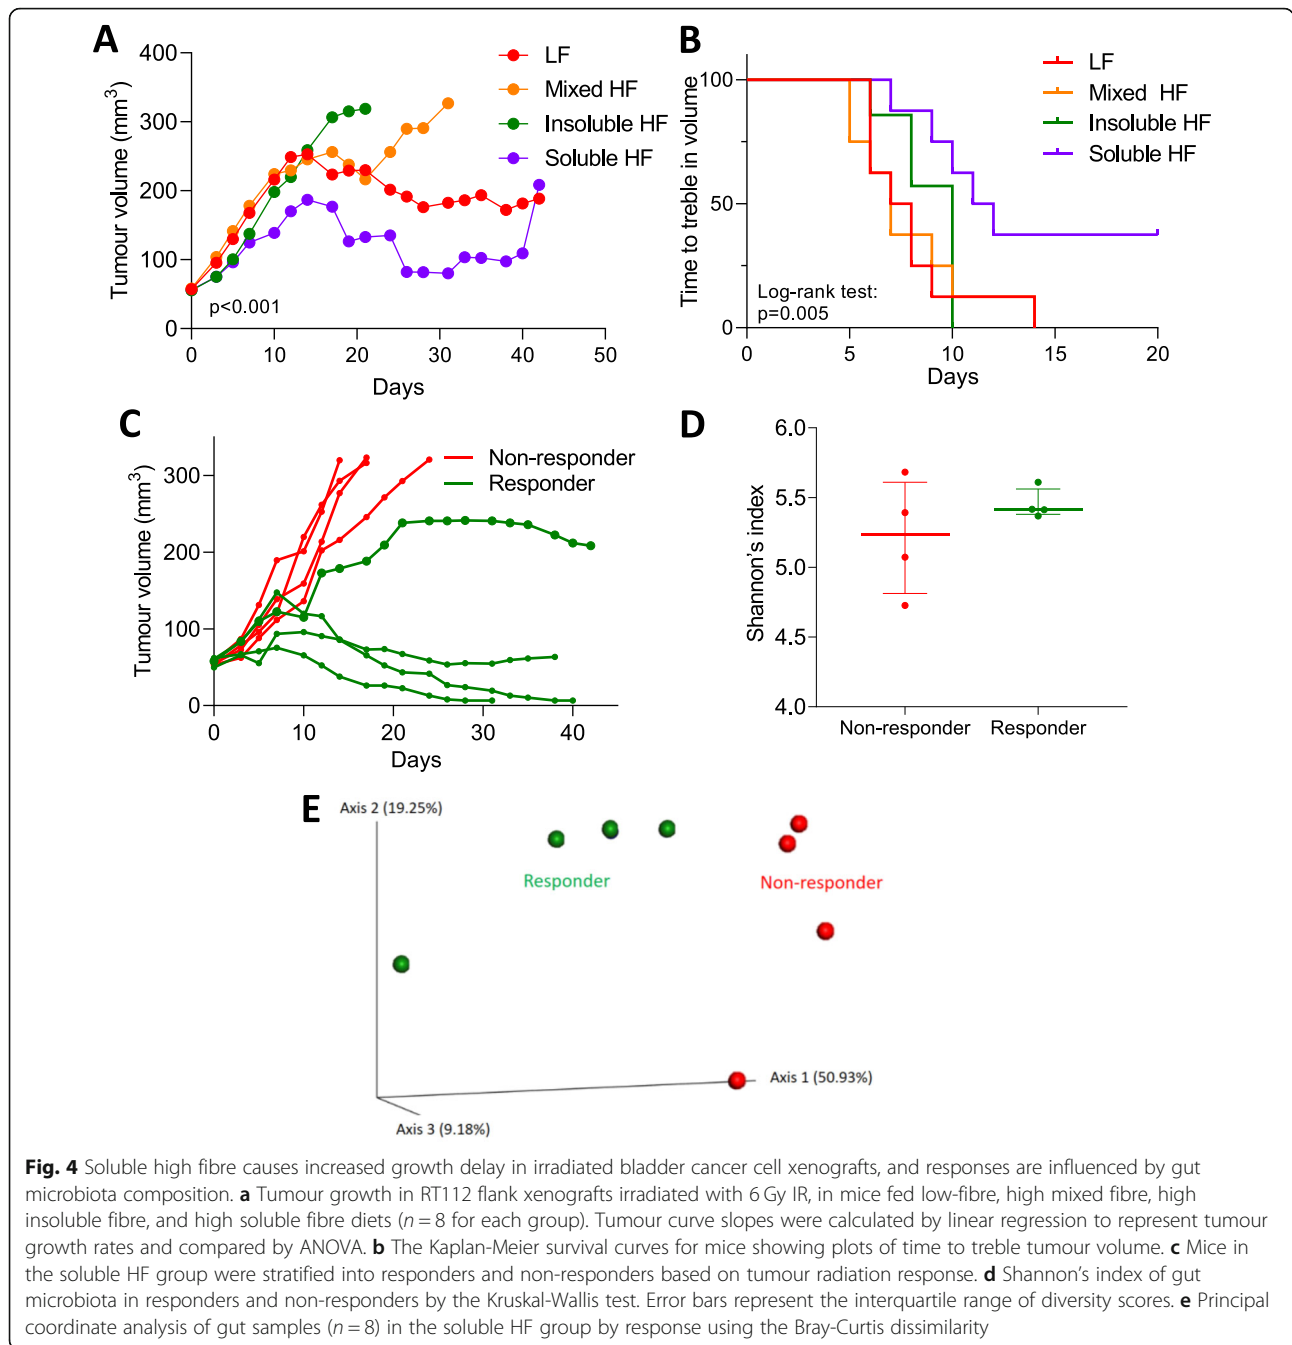 A
400
300
200
100
0
Tumour volume (mm³)
0 10 20 30 40 50
Days
LF
Mixed HF
Insoluble HF
Soluble HF
p<0.001
B
100
50
0
Time to treble in volume
0 5 10 15 20
Days
LF
Mixed HF
Insoluble HF
Soluble HF
Log-rank test:
p=0.005
C
300
200
100
0
Tumour volume (mm³)
0 10 20 30 40
Days
Non-responder
Responder
D
6.0
5.5
5.0
4.5
4.0
Shannon's index
Non-responder Responder
E
Axis 2 (19.25%)
Responder
Non-responder
Axis 1 (50.93%)
Axis 3 (9.18%)
Fig. 4 Soluble high fibre causes increased growth delay in irradiated bladder cancer cell xenografts, and responses are influenced by gut
microbiota composition. a Tumour growth in RT112 flank xenografts irradiated with 6 Gy IR, in mice fed low-fibre, high mixed fibre, high
insoluble fibre, and high soluble fibre diets (n = 8 for each group). Tumour curve slopes were calculated by linear regression to represent tumour
growth rates and compared by ANOVA. b The Kaplan-Meier survival curves for mice showing plots of time to treble tumour volume. c Mice in
the soluble HF group were stratified into responders and non-responders based on tumour radiation response. d Shannon's index of gut
microbiota in responders and non-responders by the Kruskal-Wallis test. Error bars represent the interquartile range of diversity scores. e Principal
coordinate analysis of gut samples (n = 8) in the soluble HF group by response using the Bray-Curtis dissimilarity